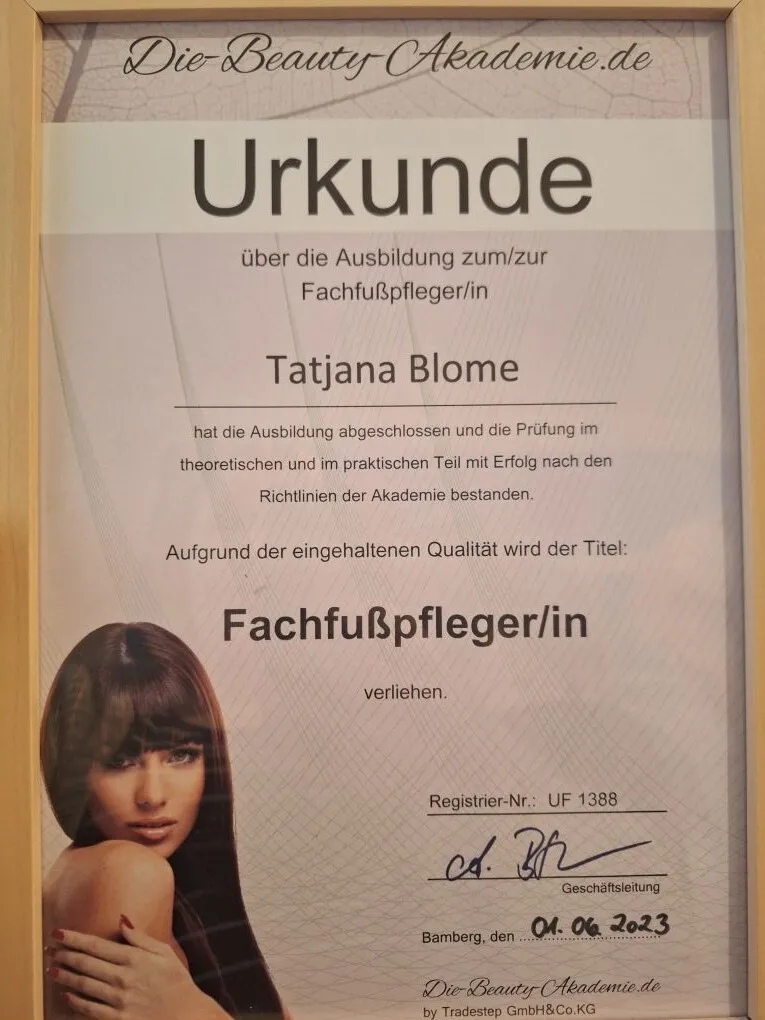 Die-Beauty-Akademie.de
Urkunde
über die Ausbildung zum/zur
Fachfußpfleger/in
Tatjana Blome
hat die Ausbildung abgeschlossen und die Prüfung im
theoretischen und im praktischen Teil mit Erfolg nach den
Richtlinien der Akademie bestanden.
Aufgrund der eingehaltenen Qualität wird der Titel:
Fachfußpfleger/in
verliehen.
Registrier-Nr.: UF 1388
Geschäftsleitung
Bamberg, den 01.06.2023
Die-Beauty-Akademie.de
by Tradestep GmbH&Co.KG